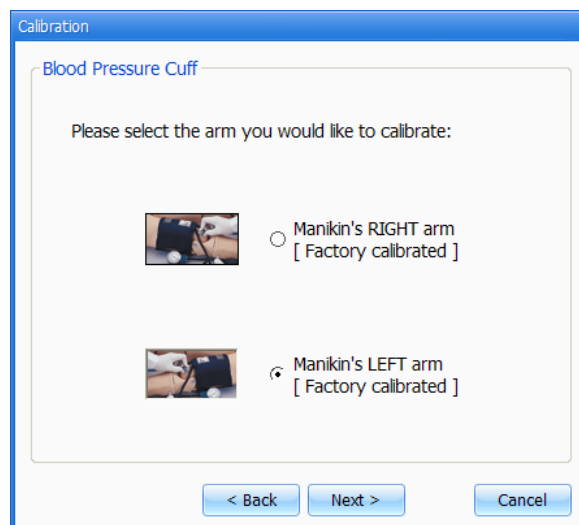 Calibration
Blood Pressure Cuff
Please select the arm you would like to calibrate:
Manikin's RIGHT arm
[ Factory calibrated ]
Manikin's LEFT arm
[ Factory calibrated ]
< Back
Next >
Cancel